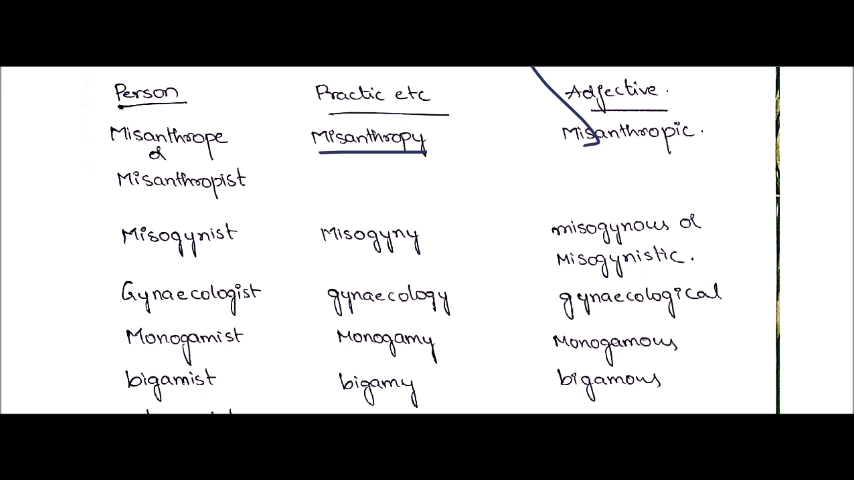 Person Practic etc Adjective.
Misanthrope Misanthropy Misanthropic.
or
Misanthropist
Misogynist Misogyny misogynous or
Misogynistic.
Gynaecologist gynaecology gynaecological
Monogamist Monogamy Monogamous
bigamist bigamy bigamous